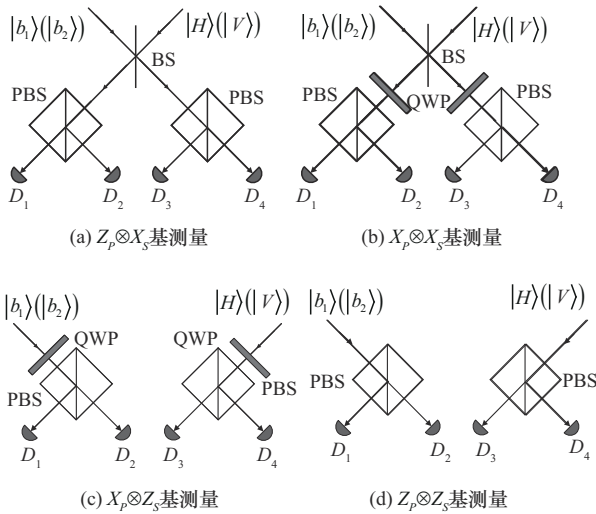 |b₁⟩(|b₂⟩) |H⟩(|V⟩) |b₁⟩(|b₂⟩) |H⟩(|V⟩)
BS BS
PBS PBS PBS QWP PBS
D₁ D₂ D₃ D₄ D₁ D₂ D₃ D₄
(a) Z_P⊗X_S基测量 (b) X_P⊗X_S基测量
|b₁⟩(|b₂⟩) |H⟩(|V⟩) |b₁⟩(|b₂⟩) |H⟩(|V⟩)
QWP QWP
PBS PBS PBS PBS
D₁ D₂ D₃ D₄ D₁ D₂ D₃ D₄
(c) X_P⊗Z_S基测量 (d) Z_P⊗Z_S基测量